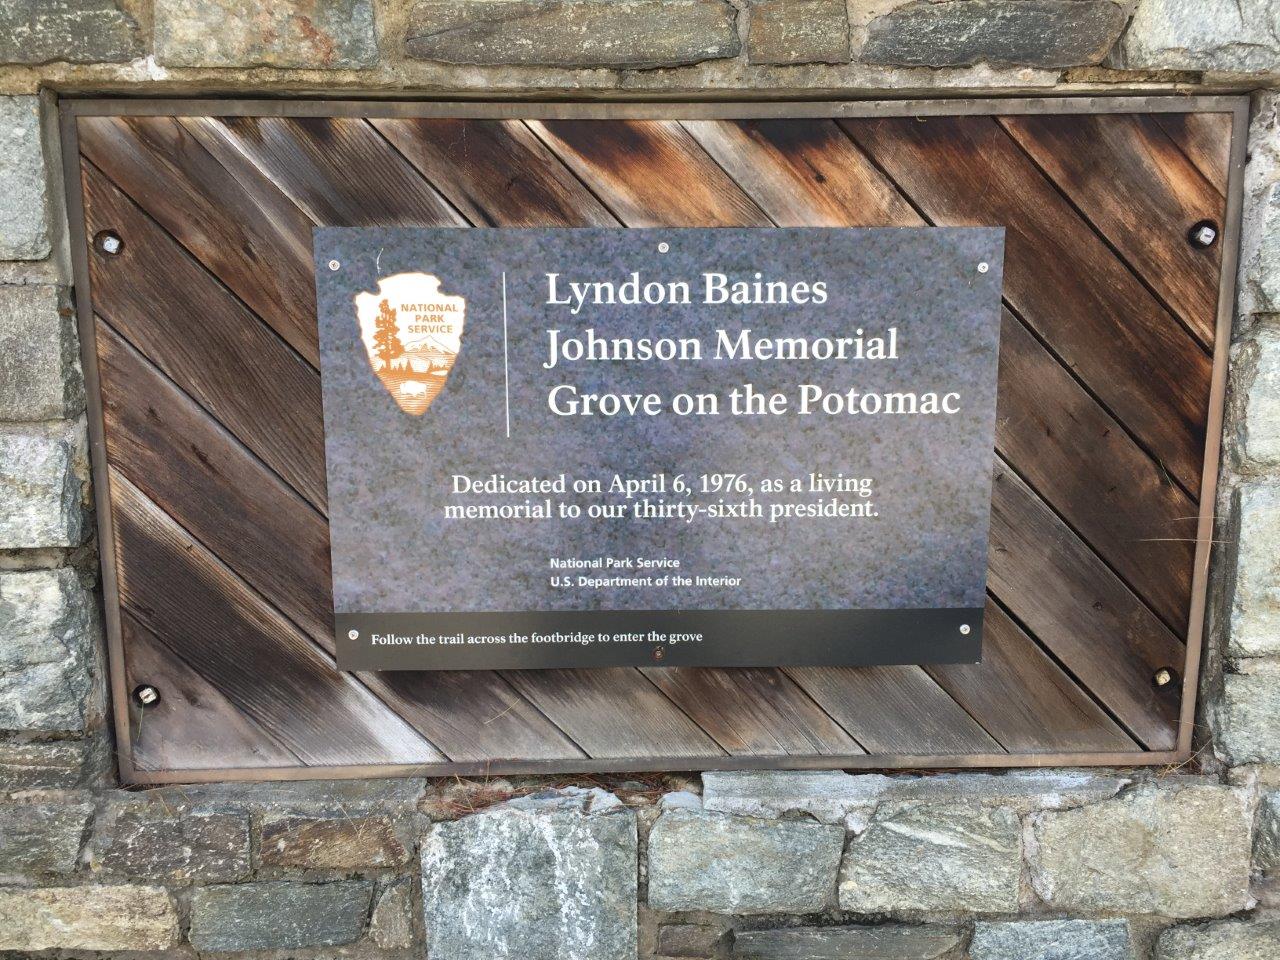 NATIONAL
PARK
SERVICE
Lyndon Baines
Johnson Memorial
Grove on the Potomac
Dedicated on April 6, 1976, as a living
memorial to our thirty-sixth president.
National Park Service
U.S. Department of the Interior
Follow the trail across the footbridge to enter the grove